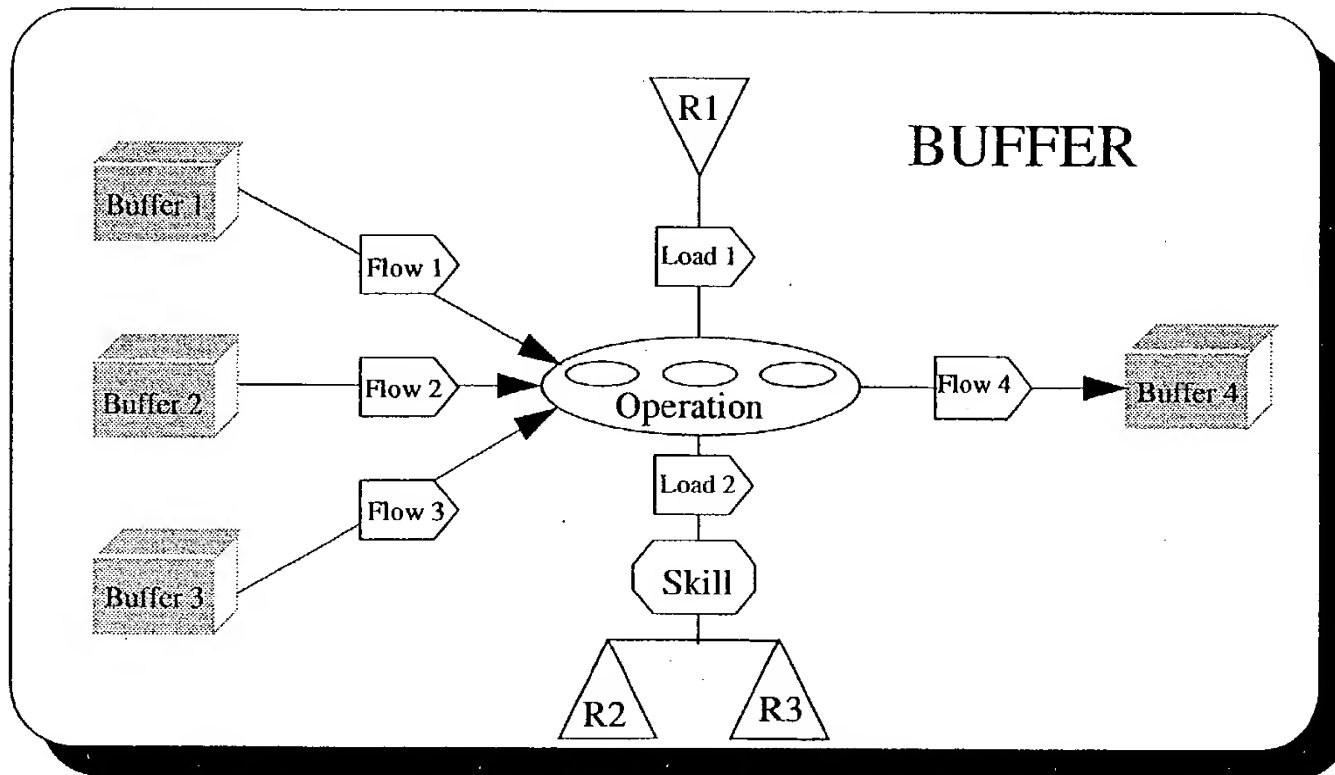 R1
BUFFER
Buffer 1
Flow 1
Load 1
Buffer 2
Flow 2
Operation
Flow 4
Buffer 4
Flow 3
Load 2
Buffer 3
Skill
R2
R3